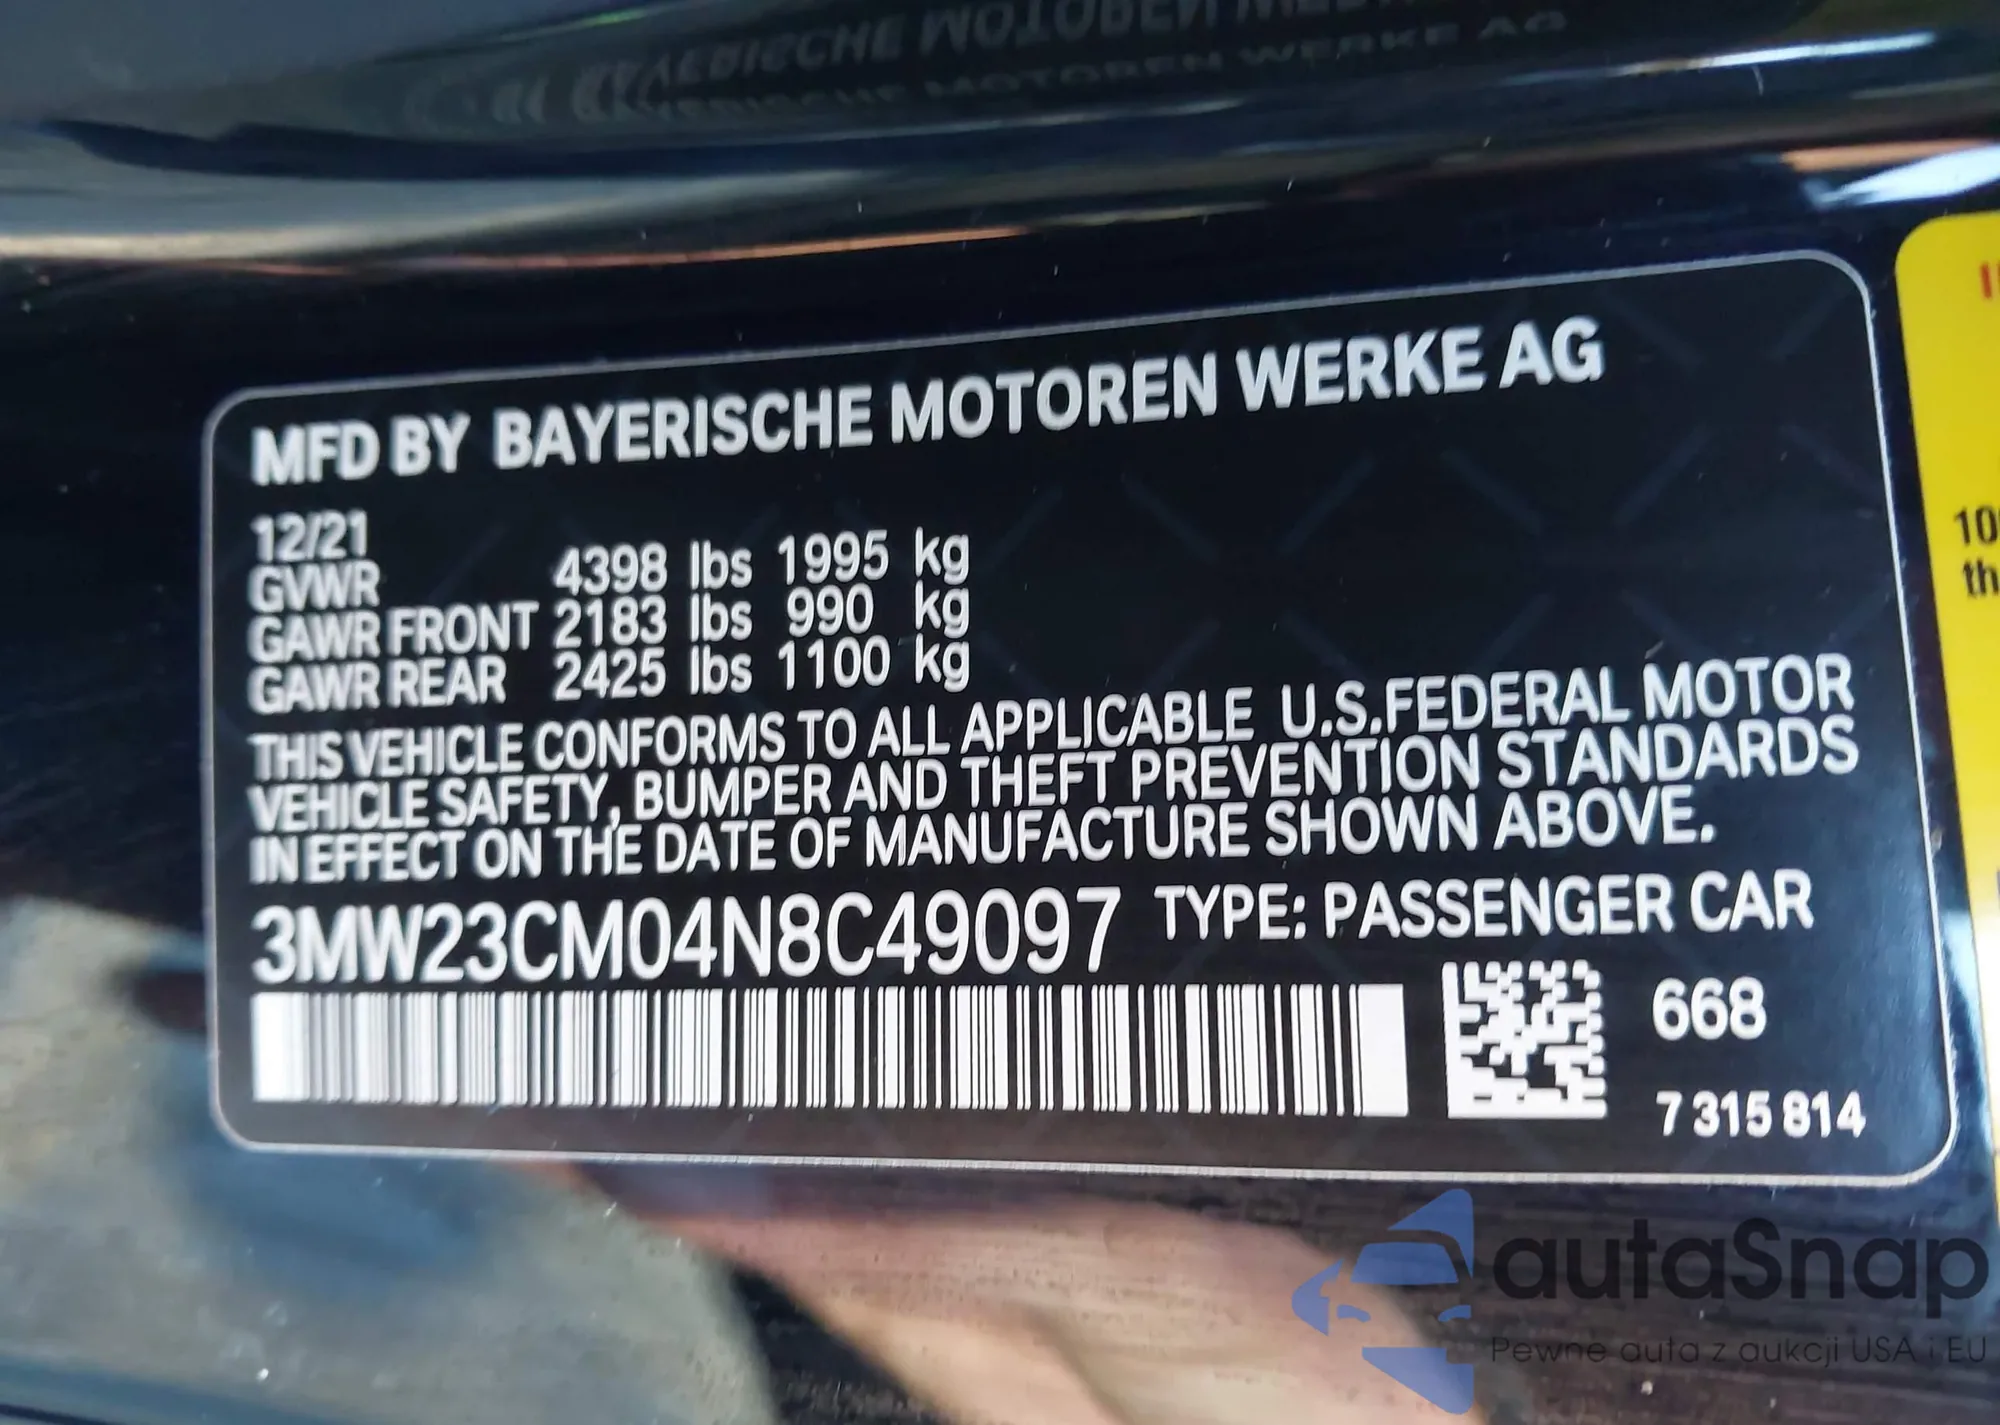 MFD BY BAYERISCHE MOTOREN WERKE AG
12/21
GVWR 4398 lbs 1995 kg
GAWR FRONT 2183 lbs 990 kg
GAWR REAR 2425 lbs 1100 kg
THIS VEHICLE CONFORMS TO ALL APPLICABLE U.S.FEDERAL MOTOR
VEHICLE SAFETY, BUMPER AND THEFT PREVENTION STANDARDS
IN EFFECT ON THE DATE OF MANUFACTURE SHOWN ABOVE.
3MW23CM04N8C49097 TYPE: PASSENGER CAR
668
7 315 814
autaSnap
Pewne auta z aukcji USA i EU